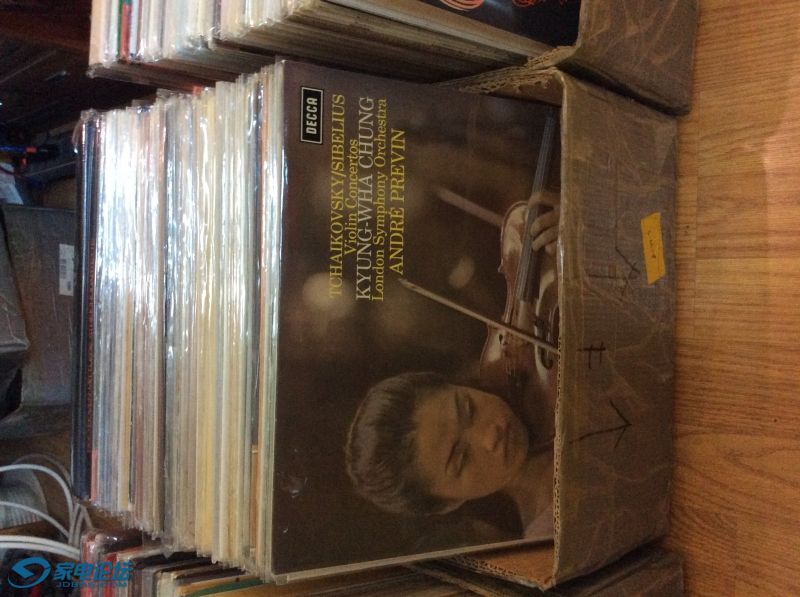 DECCA
TCHAIKOVSKY/SIBELIUS
Violin Concertos
KYUNG-WHA CHUNG
London Symphony Orchestra
ANDRÉ PREVIN
家电论坛